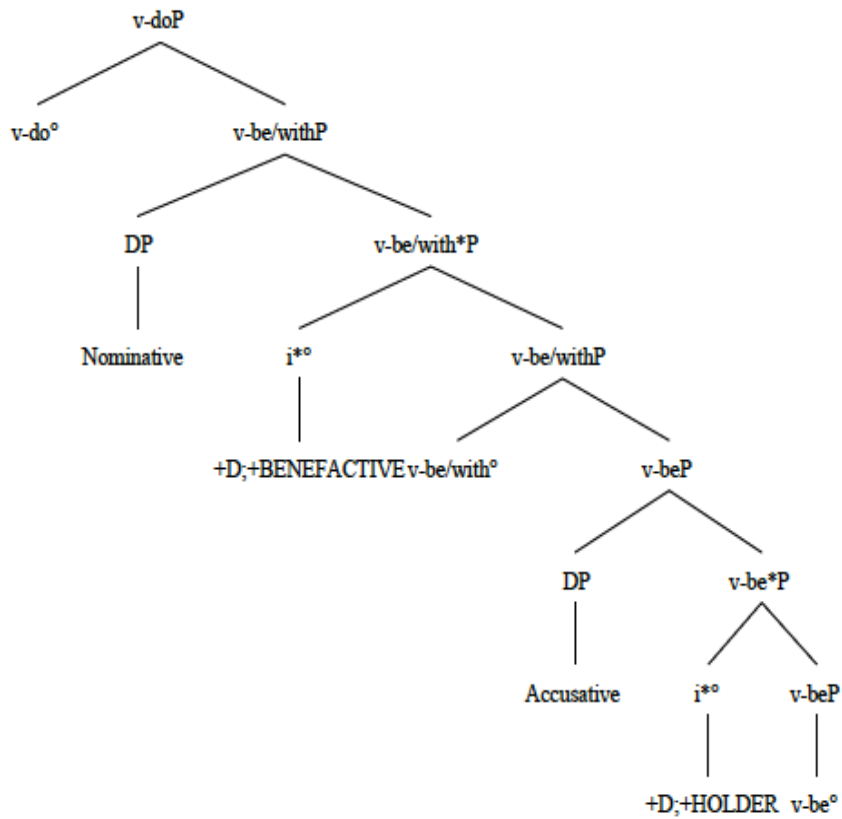 v-doP
v-do° v-be/withP
DP v-be/with*P
Nominative i*° v-be/withP
+D;+BENEFACTIVE v-be/with° v-beP
DP v-be*P
Accusative i*° v-beP
+D;+HOLDER v-be°